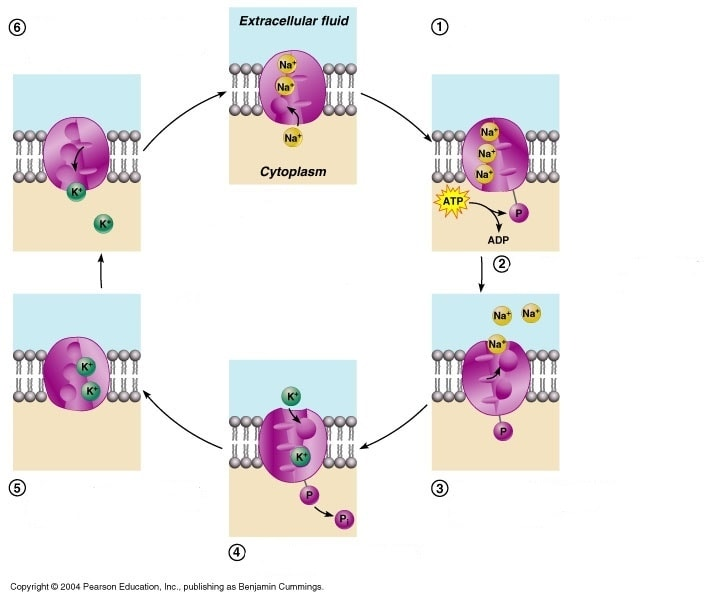 6
Extracellular fluid
1
Na⁺
Na⁺
Na⁺
Cytoplasm
Na⁺
Na⁺
Na⁺
ATP
P
ADP
2
K⁺
K⁺
Na⁺
Na⁺
Na⁺
P
3
K⁺
K⁺
P
Pᵢ
4
K⁺
K⁺
5
Copyright © 2004 Pearson Education, Inc., publishing as Benjamin Cummings.